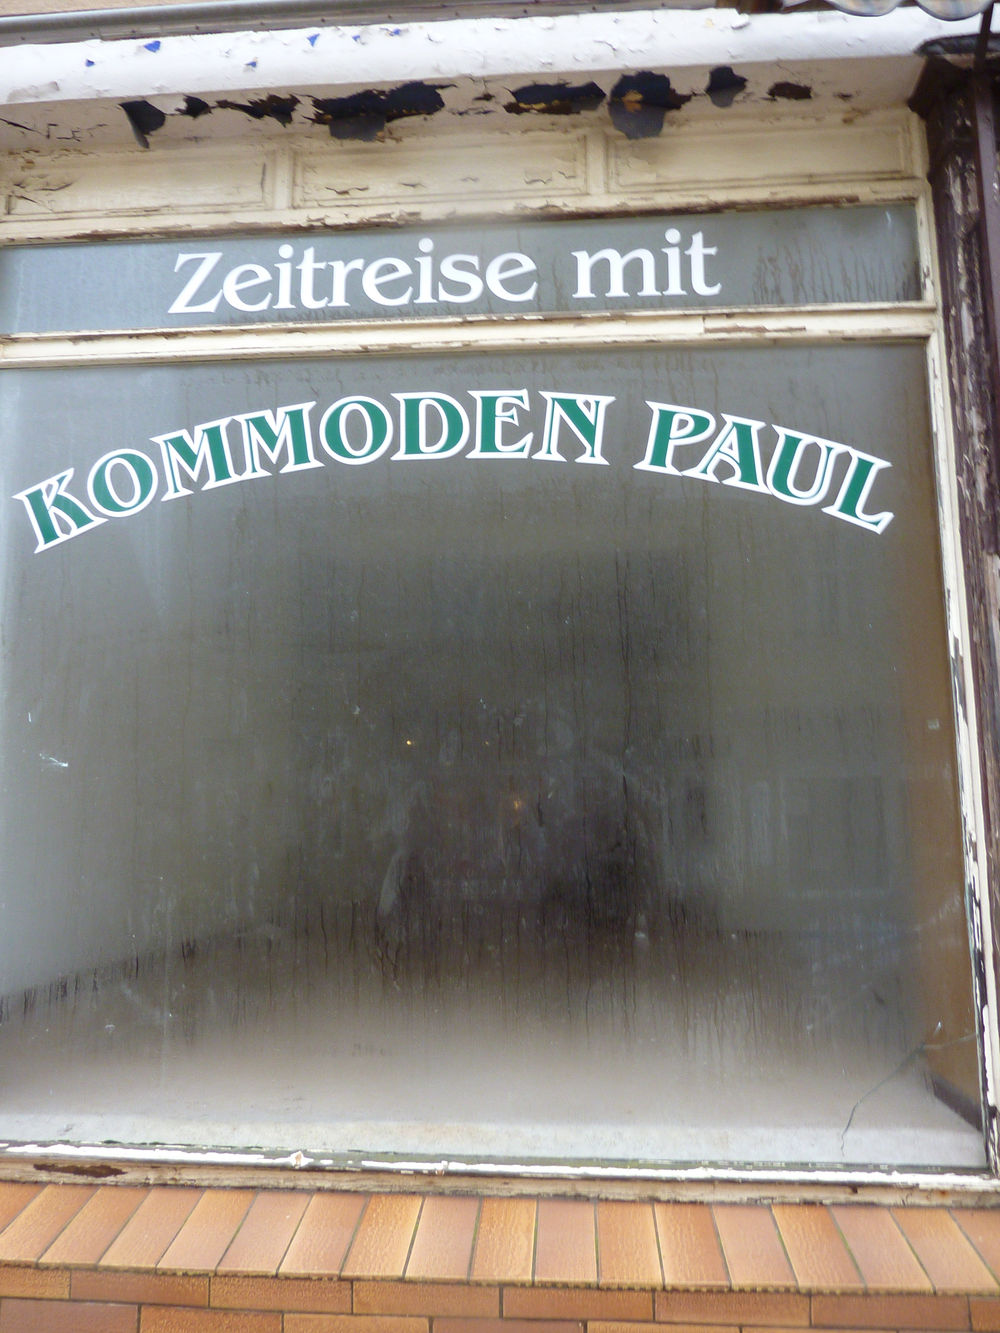 Zeitreise mit
KOMMODEN PAUL